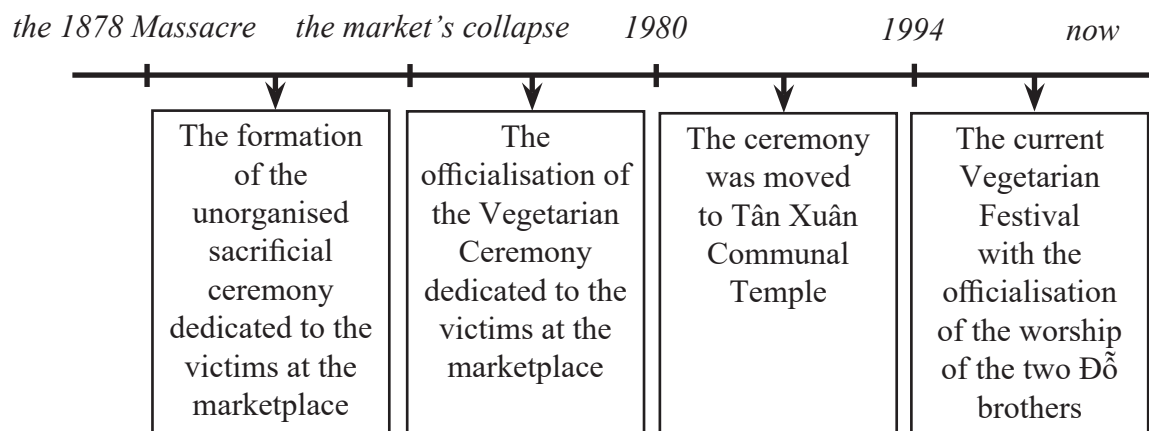 the 1878 Massacre the market’s collapse 1980 1994 now
The formation
of the
unorganised
sacrificial
ceremony
dedicated to the
victims at the
marketplace
The
officialisation of
the Vegetarian
Ceremony
dedicated to the
victims at the
marketplace
The ceremony
was moved
to Tân Xuân
Communal
Temple
The current
Vegetarian
Festival
with the
officialisation
of the worship
of the two Đỗ
brothers